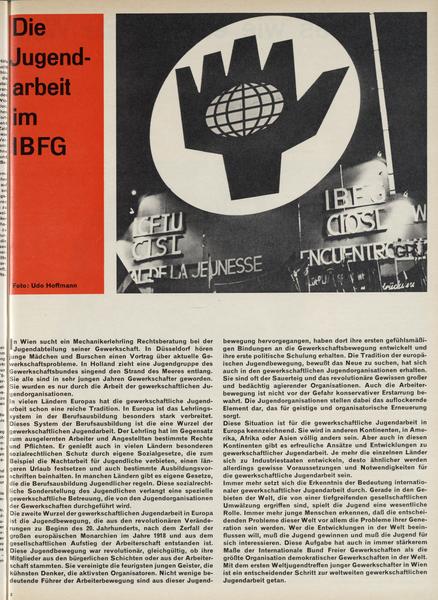 Die
Jugend-
arbeit
im
IBFG
Foto: Udo Hoffmann
ICFTU
CISL
IBFG
CIOSL
DE LA JEUNESSE
ENCUENTRO
In Wien sucht ein Mechanikerlehrling Rechtsberatung bei der
Jugendabteilung seiner Gewerkschaft. In Düsseldorf hören
junge Mädchen und Burschen einen Vortrag über aktuelle Ge-
werkschaftsprobleme. In Holland zieht eine Jugendgruppe des
Gewerkschaftsbundes singend den Strand des Meeres entlang.
Sie alle sind in sehr jungen Jahren Gewerkschafter geworden.
Sie wurden es nur durch die Arbeit der gewerkschaftlichen Ju-
gendorganisationen.
In vielen Ländern Europas hat die gewerkschaftliche Jugend-
arbeit schon eine reiche Tradition. In Europa ist das Lehrlings-
system in der Berufsausbildung besonders stark verbreitet.
Dieses System der Berufsausbildung ist die eine Wurzel der
gewerkschaftlichen Jugendarbeit. Der Lehrling hat im Gegensatz
zum ausgelernten Arbeiter und Angestellten bestimmte Rechte
und Pflichten. Er genießt auch in vielen Ländern besonderen
sozialrechtlichen Schutz durch eigene Sozialgesetze, die zum
Beispiel die Nachtarbeit für Jugendliche verbieten, einen län-
geren Urlaub festsetzen und auch bestimmte Ausbildungsvor-
schriften beinhalten. In manchen Ländern gibt es eigene Gesetze,
die die Berufsausbildung Jugendlicher regeln. Diese sozialrecht-
liche Sonderstellung des Jugendlichen verlangt eine spezielle
gewerkschaftliche Betreuung, die von den Jugendorganisationen
der Gewerkschaften durchgeführt wird.
Die zweite Wurzel der gewerkschaftlichen Jugendarbeit in Europa
ist die Jugendbewegung, die aus den revolutionären Verände-
rungen zu Beginn des 20. Jahrhunderts, nach dem Zerfall der
großen europäischen Monarchien im Jahre 1918 und aus dem
gesellschaftlichen Aufstieg der Arbeiterschaft entstanden ist.
Diese Jugendbewegung war revolutionär, gleichgültig, ob ihre
Mitglieder aus den bürgerlichen Schichten oder aus der Arbeiter-
schaft stammten. Sie vereinigte die feurigsten jungen Geister, die
kühnsten Denker, die aktivsten Organisatoren. Nicht wenige be-
deutende Führer der Arbeiterbewegung sind aus dieser Jugend-
bewegung hervorgegangen, haben dort ihre ersten gefühlsmäßi-
gen Bindungen an die Gewerkschaftsbewegung entwickelt und
ihre erste politische Schulung erhalten. Die Tradition der europä-
ischen Jugendbewegung, bewußt das Neue zu suchen, hat sich
auch in den gewerkschaftlichen Jugendorganisationen erhalten.
Sie sind oft der Sauerteig und das revolutionäre Gewissen großer
und bedächtig agierender Organisationen. Auch die Arbeiter-
bewegung ist nicht vor der Gefahr konservativer Erstarrung be-
wahrt. Die Jugendorganisationen stellen dabei das auflockernde
Element dar, das für geistige und organisatorische Erneuerung
sorgt.
Diese Situation ist für die gewerkschaftliche Jugendarbeit in
Europa kennzeichnend. Sie wird in anderen Kontinenten, in Ame-
rika, Afrika oder Asien völlig anders sein. Aber auch in diesen
Kontinenten gibt es erfreuliche Ansätze und Entwicklungen zu
gewerkschaftlicher Jugendarbeit. Je mehr die einzelnen Länder
sich zu Industriestaaten entwickeln, desto ähnlicher werden
allerdings gewisse Voraussetzungen und Notwendigkeiten für
die gewerkschaftliche Jugendarbeit sein.
Immer mehr setzt sich die Erkenntnis der Bedeutung internatio-
naler gewerkschaftlicher Jugendarbeit durch. Gerade in den Ge-
bieten der Welt, die von einer tiefgreifenden gesellschaftlichen
Umwälzung ergriffen sind, spielt die Jugend eine wesentliche
Rolle. Immer mehr junge Menschen erkennen, daß die entschei-
denden Probleme dieser Welt vor allem die Probleme ihrer Gene-
ration sein werden. Wer die Entwicklungen in der Welt beein-
flussen will, muß die Jugend gewinnen und muß die Jugend für
sich interessieren. Diese Aufgabe hat auch in immer stärkerem
Maße der Internationale Bund Freier Gewerkschaften als die
größte Organisation demokratischer Gewerkschaften in der Welt.
Mit dem ersten Weltjugendtreffen junger Gewerkschafter in Wien
ist ein entscheidender Schritt zur weltweiten gewerkschaftlichen
Jugendarbeit getan.